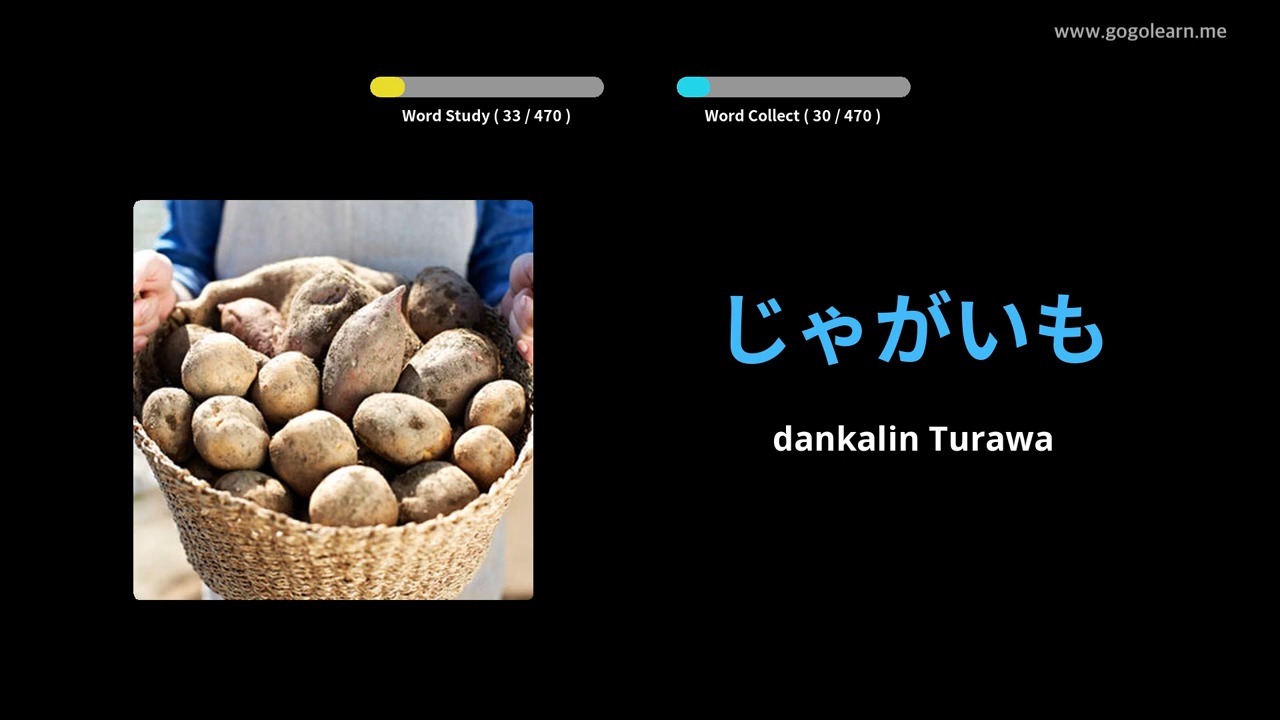 www.gogolearn.me
Word Study ( 33 / 470 )
Word Collect ( 30 / 470 )
じゃがいも
dankalin Turawa